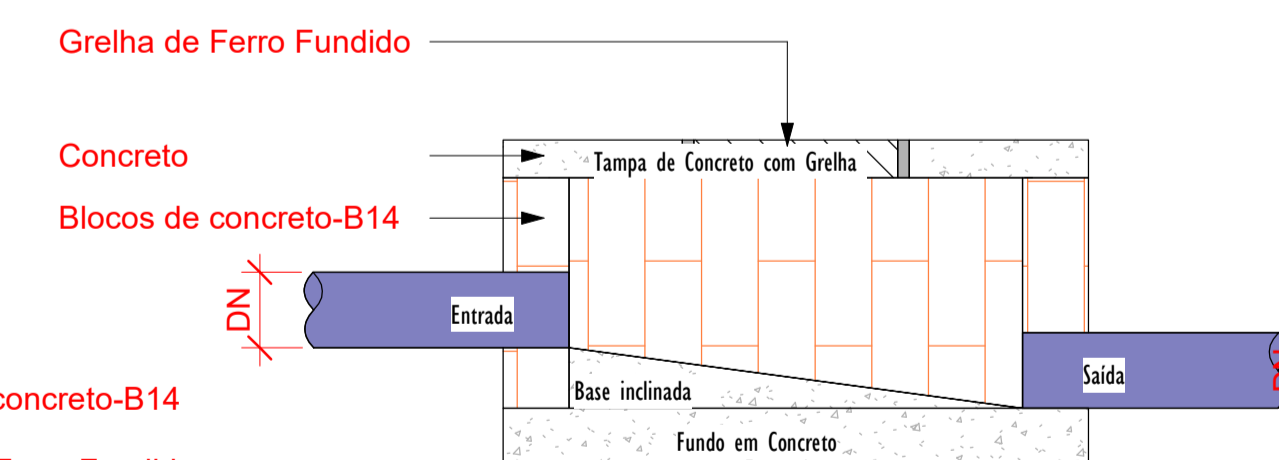 Grelha de Ferro Fundido
Concreto
Tampa de Concreto com Grelha
Blocos de concreto-B14
DN
Entrada
Saída
Base inclinada
concreto-B14
Fundo em Concreto